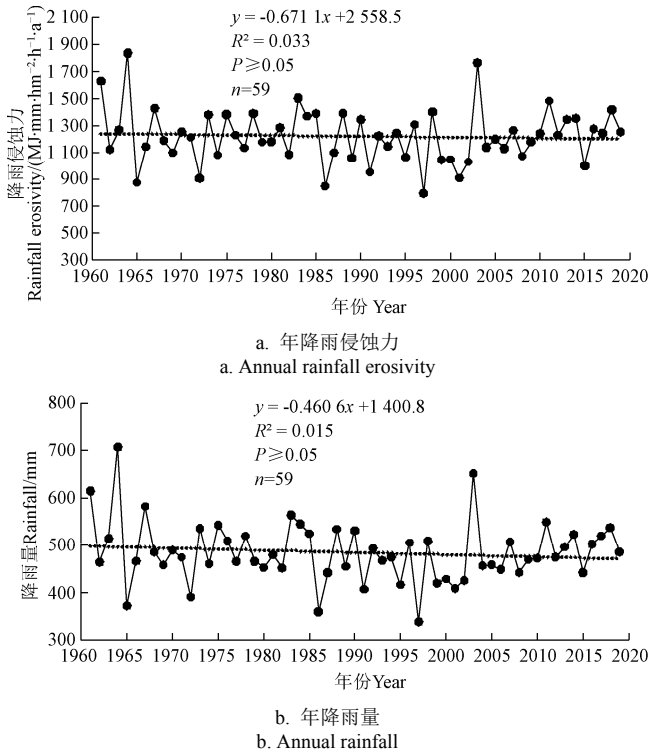 y = -0.671 1x +2 558.5
R² = 0.033
P ≥0.05
n=59
降雨侵蚀力
Rainfall erosivity/(MJ·mm·hm⁻²·h⁻¹·a⁻¹)
2 100
1 900
1 700
1 500
1 300
1 100
900
700
500
300
1960 1965 1970 1975 1980 1985 1990 1995 2000 2005 2010 2015 2020
年份 Year
a. 年降雨侵蚀力
a. Annual rainfall erosivity
y = -0.460 6x +1 400.8
R² = 0.015
P ≥0.05
n=59
降雨量Rainfall/mm
800
700
600
500
400
300
1960 1965 1970 1975 1980 1985 1990 1995 2000 2005 2010 2015 2020
年份Year
b. 年降雨量
b. Annual rainfall